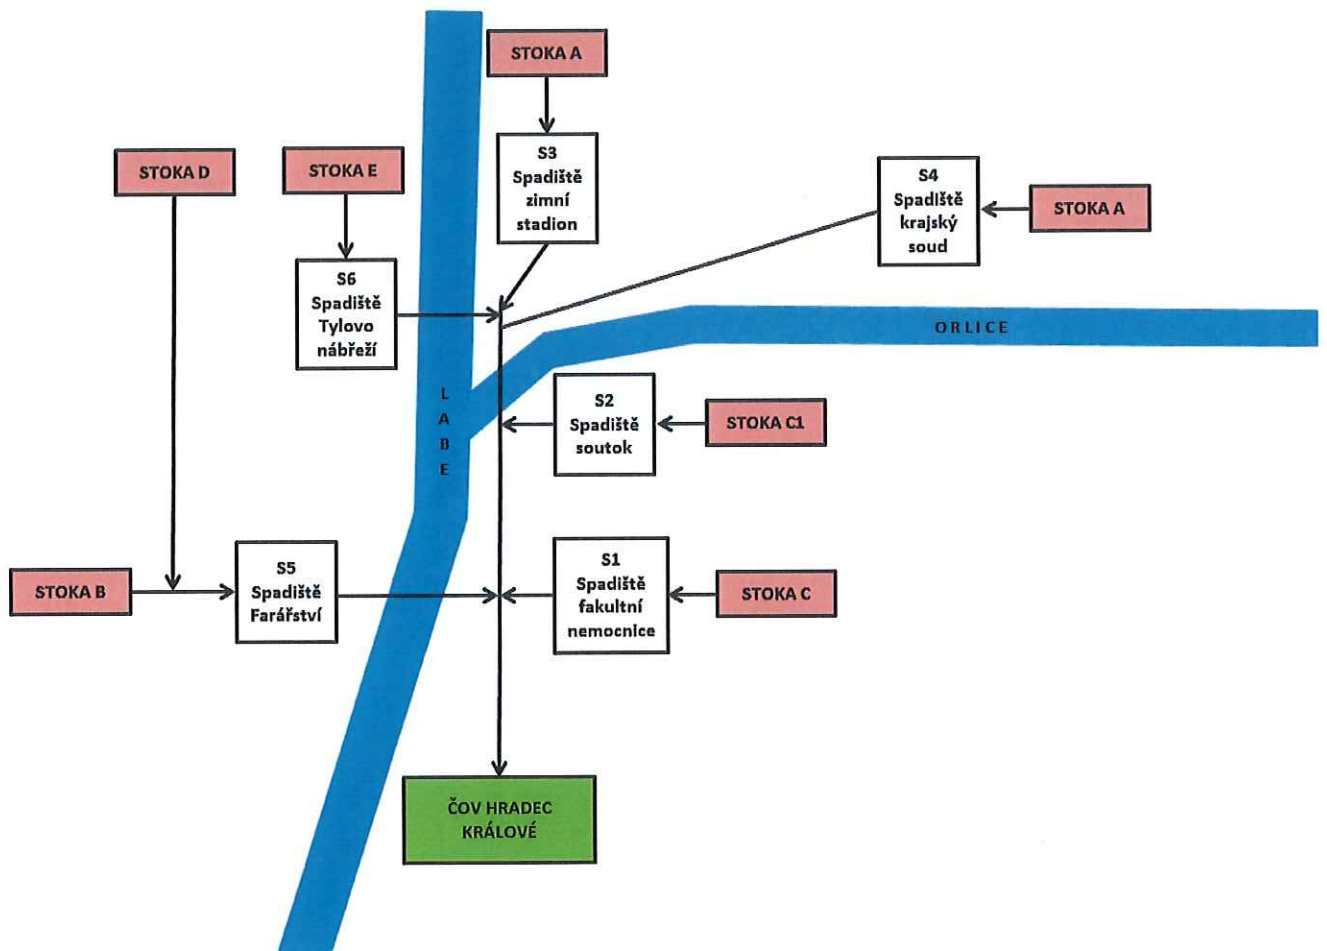 STOKA A
STOKA D
STOKA E
S3
Spadiště
zimní
stadion
S4
Spadiště
krajský
soud
STOKA A
S6
Spadiště
Tylovo
nábřeží
ORLICE
L
A
B
E
S2
Spadiště
soutok
STOKA C1
STOKA B
S5
Spadiště
Farářství
S1
Spadiště
fakultní
nemocnice
STOKA C
ČOV HRADEC
KRÁLOVÉ